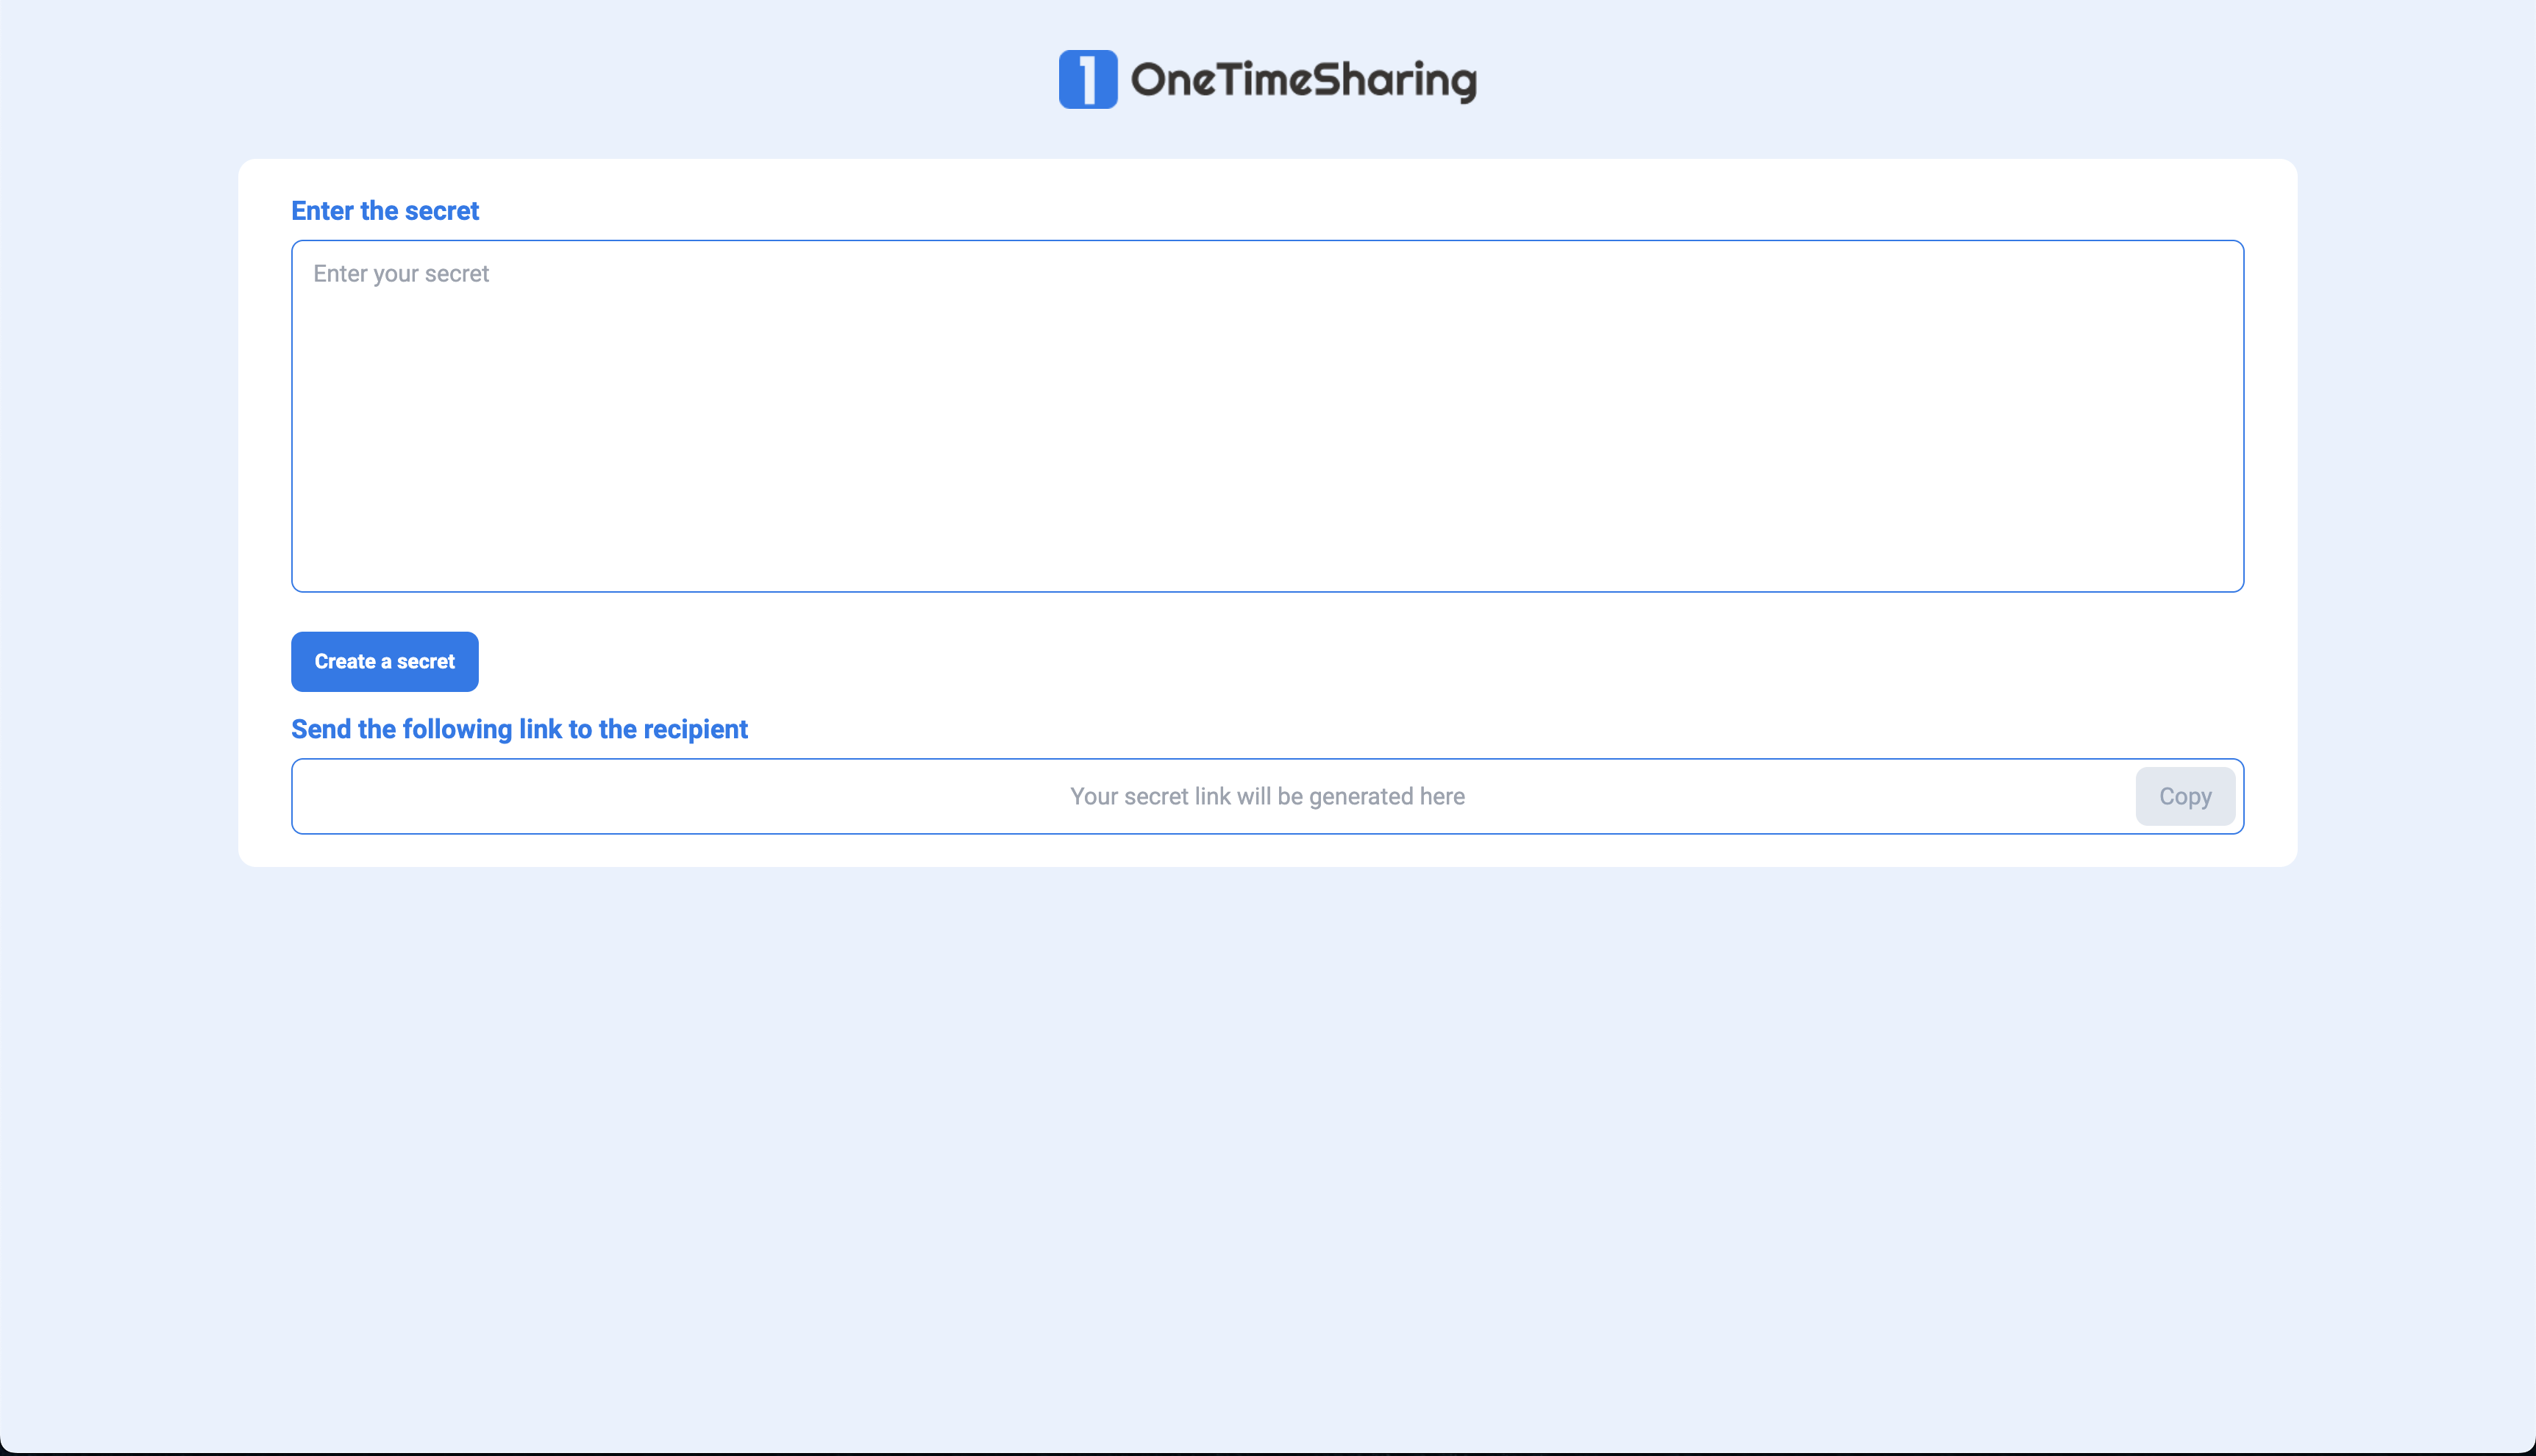 1 OneTimeSharing
Enter the secret
Enter your secret
Create a secret
Send the following link to the recipient
Your secret link will be generated here
Copy